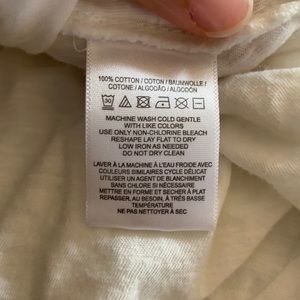 100% COTTON / COTON / BAUMWOLLE /
COTONE / ALGODÃO / ALGODÓN
30
MACHINE WASH COLD GENTLE
WITH LIKE COLORS
USE ONLY NON-CHLORINE BLEACH
RESHAPE LAY FLAT TO DRY
LOW IRON AS NEEDED
DO NOT DRY CLEAN
LAVER À LA MACHINE À L'EAU FROIDE AVEC
COULEURS SIMILAIRES CYCLE DÉLICAT
UTILISER UN AGENT DE BLANCHIMENT
SANS CHLORE SI NÉCESSAIRE
METTRE EN FORME ET SÉCHER À PLAT
REPASSER, AU BESOIN, À TRÈS BASSE
TEMPÉRATURE
NE PAS NETTOYER À SEC